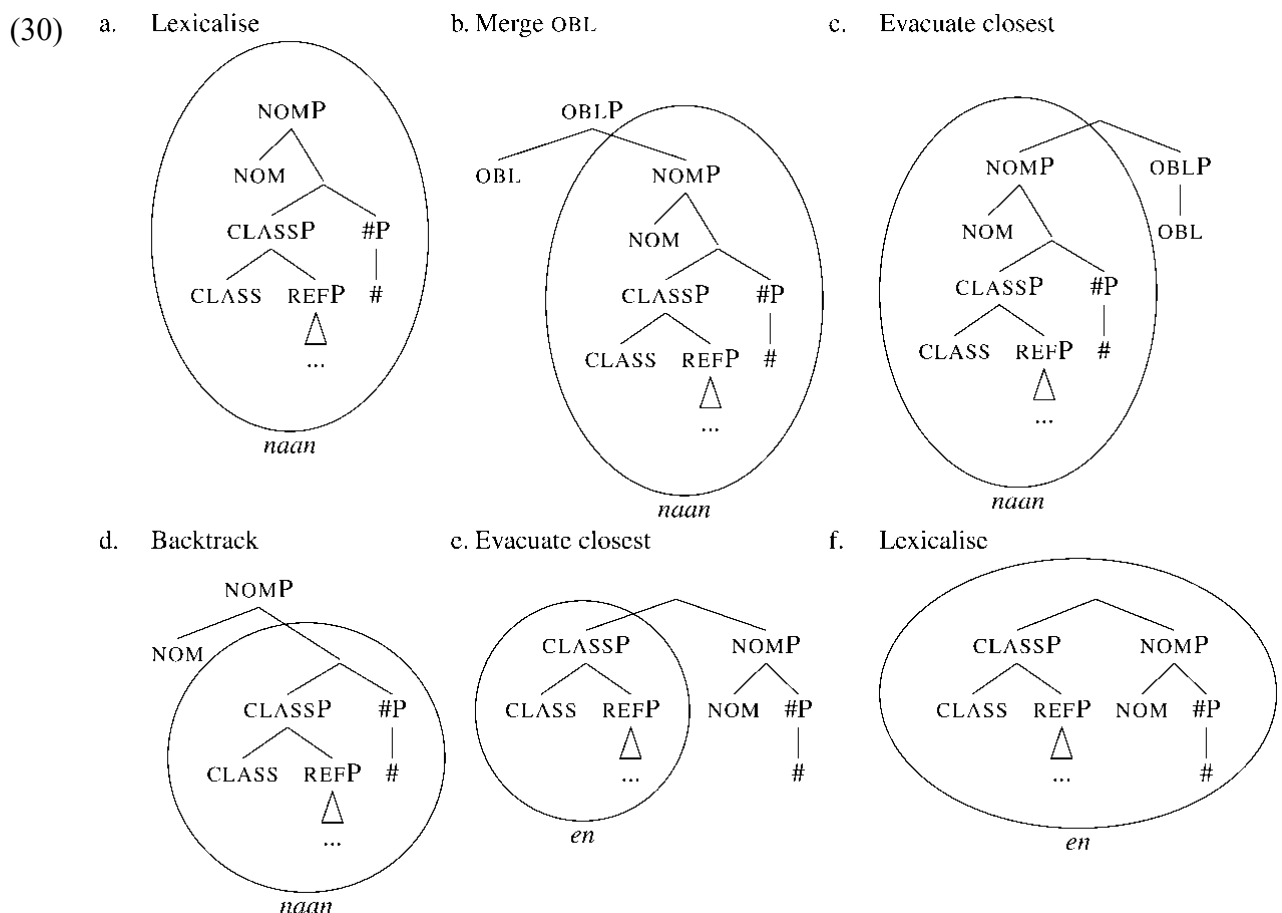 (30) a. Lexicalise b. Merge OBL c. Evacuate closest
NOMP OBLP
NOM OBL NOMP NOMP OBLP
CLASSP #P NOM NOM OBL
CLASS REFP # CLASSP #P CLASSP #P
... CLASS REFP # CLASS REFP #
naan ... ...
naan naan
d. Backtrack e. Evacuate closest f. Lexicalise
NOMP
NOM CLASSP NOMP CLASSP NOMP
CLASSP #P CLASS REFP NOM #P CLASS REFP NOM #P
CLASS REFP # ... # ... #
... en en
naan